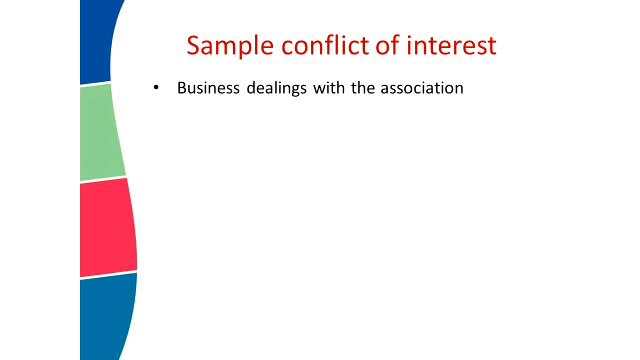 Sample conflict of interest
• Business dealings with the association